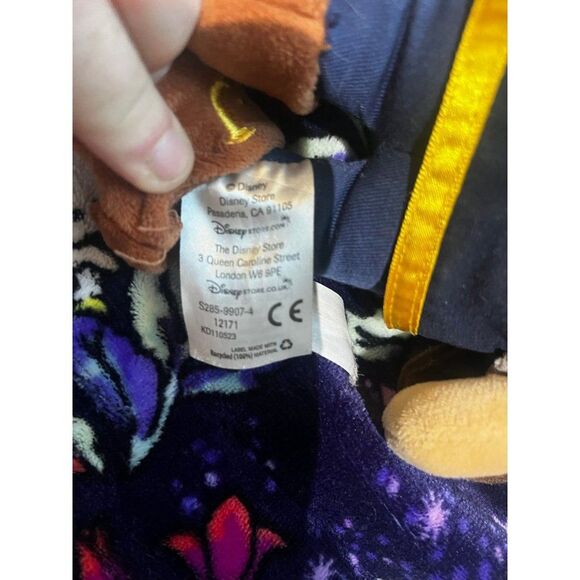 © Disney
Disney Store
Pasadena, CA 91105
Disney STORE.COM
The Disney Store
3 Queen Caroline Street
London W6 9PE
Disney STORE.CO.UK
S285-9907-4
12171
KD110523
CE
LABEL MADE WITH
Recycled (100%) MATERIAL